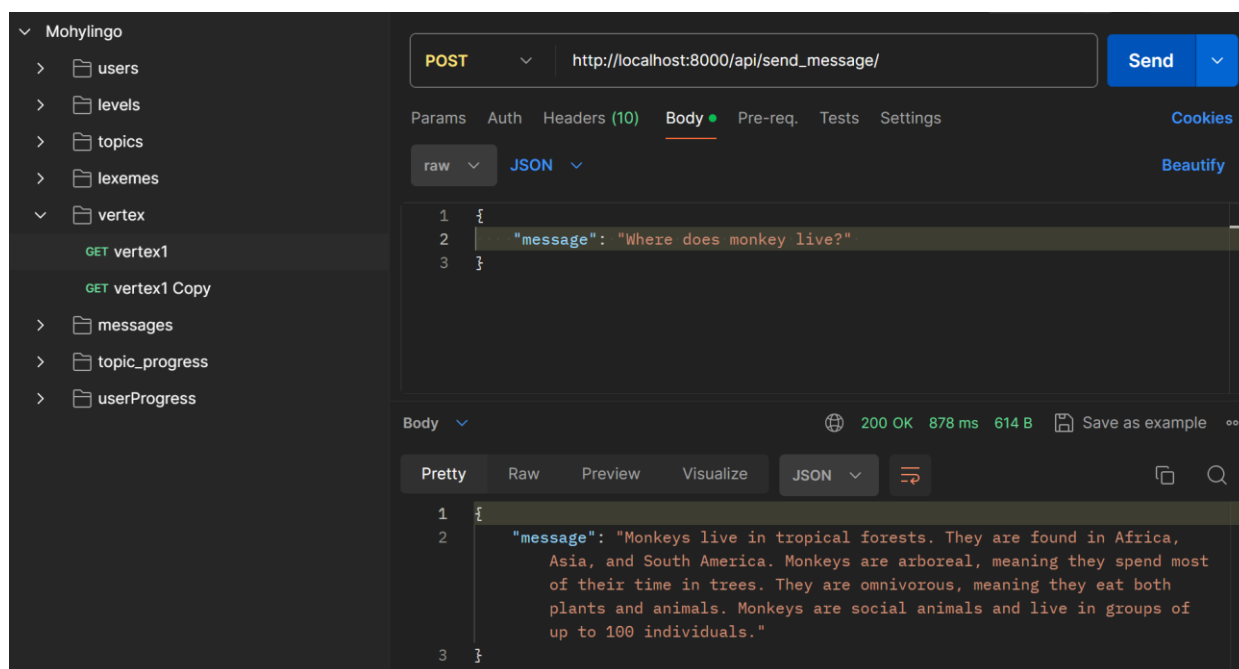 Mohylingo
users
levels
topics
lexemes
vertex
GET vertex1
GET vertex1 Copy
messages
topic_progress
userProgress
POST http://localhost:8000/api/send_message/ Send
Params Auth Headers (10) Body Pre-req. Tests Settings Cookies
raw JSON Beautify
1 {
2 "message": "Where does monkey live?"
3 }
Body 200 OK 878 ms 614 B Save as example
Pretty Raw Preview Visualize JSON
1 {
2 "message": "Monkeys live in tropical forests. They are found in Africa,
Asia, and South America. Monkeys are arboreal, meaning they spend most
of their time in trees. They are omnivorous, meaning they eat both
plants and animals. Monkeys are social animals and live in groups of
up to 100 individuals."
3 }